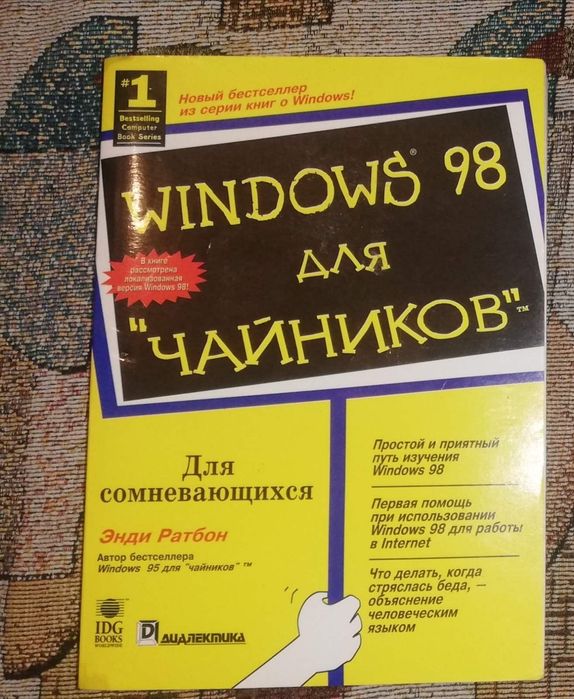 #1
Bestselling
Computer
Book Series
Новый бестселлер
из серии книг о Windows!
WINDOWS® 98
ДЛЯ
"ЧАЙНИКОВ"™
В книге
рассмотрена
локализованная
версия Windows 98!
Для
сомневающихся
Энди Ратбон
Автор бестселлера
Windows 95 для "чайников" ™
IDG
BOOKS
WORLDWIDE
ДИАЛЕКТИКА
Простой и приятный
путь изучения
Windows 98
Первая помощь
при использовании
Windows 98 для работы
в Internet
Что делать, когда
стряслась беда, —
объяснение
человеческим
языком